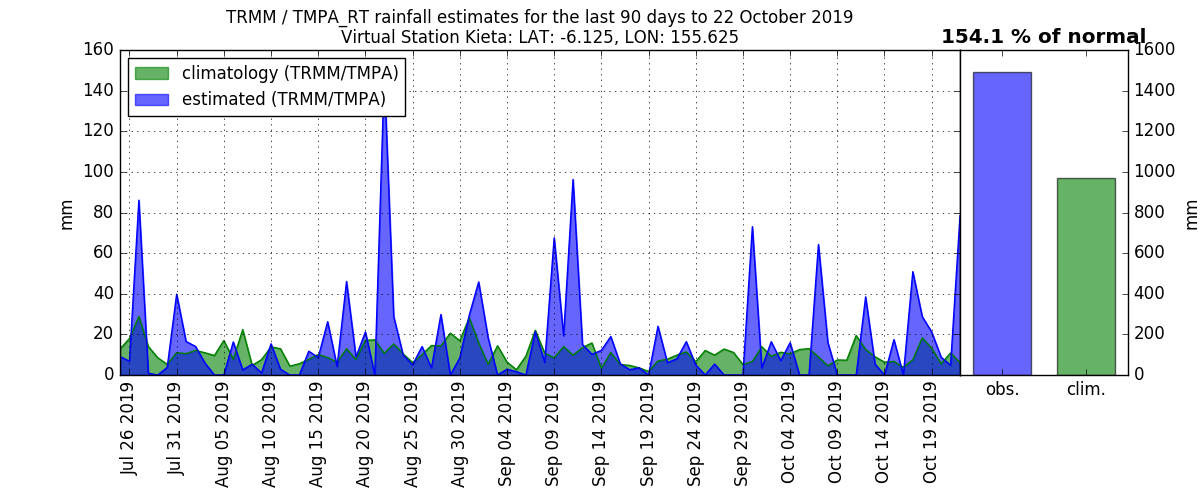 TRMM / TMPA_RT rainfall estimates for the last 90 days to 22 October 2019
Virtual Station Kieta: LAT: -6.125, LON: 155.625
154.1 % of normal
climatology (TRMM/TMPA)
estimated (TRMM/TMPA)
160
140
120
100
80
60
40
20
0
mm
Jul 26 2019
Jul 31 2019
Aug 05 2019
Aug 10 2019
Aug 15 2019
Aug 20 2019
Aug 25 2019
Aug 30 2019
Sep 04 2019
Sep 09 2019
Sep 14 2019
Sep 19 2019
Sep 24 2019
Sep 29 2019
Oct 04 2019
Oct 09 2019
Oct 14 2019
Oct 19 2019
obs.
clim.
1600
1400
1200
1000
800
600
400
200
0
mm